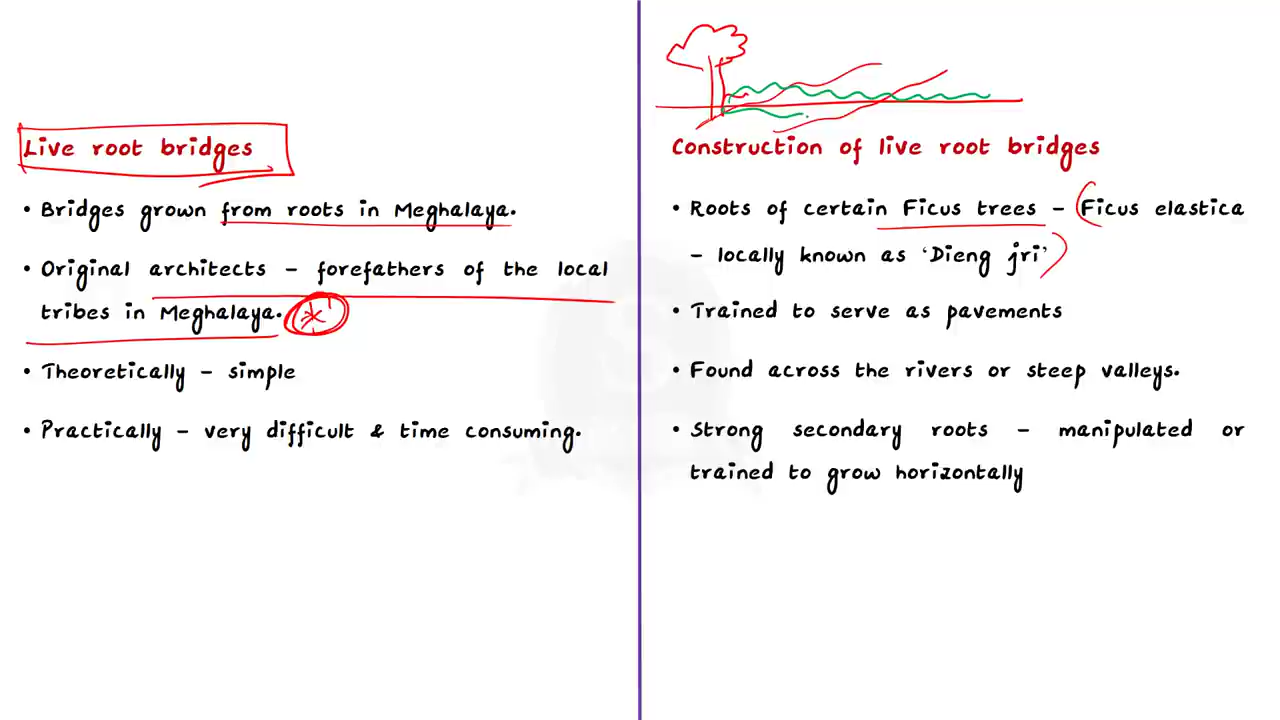 Live root bridges
• Bridges grown from roots in Meghalaya.
• Original architects – forefathers of the local
tribes in Meghalaya.
• Theoretically – simple
• Practically – very difficult & time consuming.
Construction of live root bridges
• Roots of certain Ficus trees – Ficus elastica
– locally known as ‘Dieng jri’
• Trained to serve as pavements
• Found across the rivers or steep valleys.
• Strong secondary roots – manipulated or
trained to grow horizontally